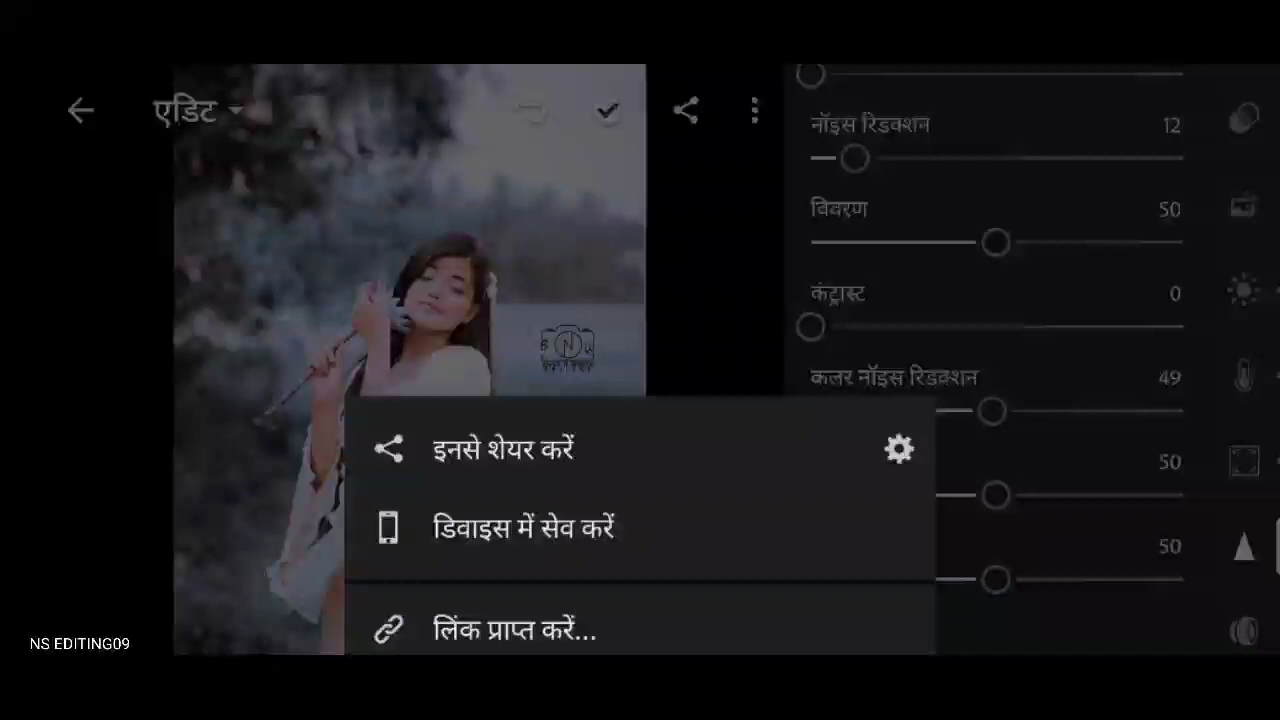 एडिट
नॉइस रिडक्शन 12
विवरण 50
कंट्रास्ट 0
कलर नॉइस रिडक्शन 49
50
50
इनसे शेयर करें
डिवाइस में सेव करें
लिंक प्राप्त करें...
NS EDITING09